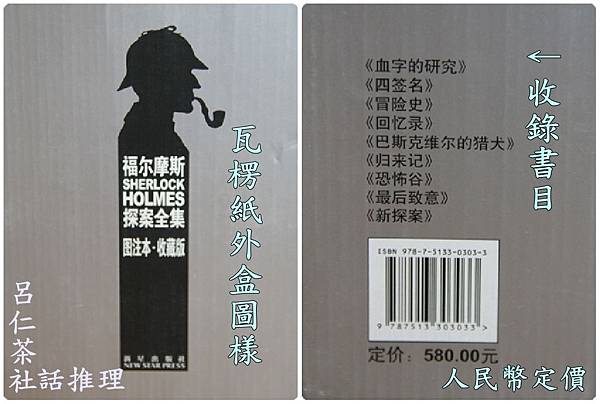 福尔摩斯
SHERLOCK
HOLMES
探案全集
图注本·收藏版
新星出版社
NEW STAR PRESS
瓦楞紙外盒圖樣
呂仁茶
社話推理
《血字的研究》
《四签名》
《冒险史》
《回忆录》
《巴斯克维尔的猎犬》
《归来记》
《恐怖谷》
《最后致意》
《新探案》
←收錄書目
ISBN 978-7-5133-0303-3
9 787513 303033 >
定价: 580.00元
人民幣定價